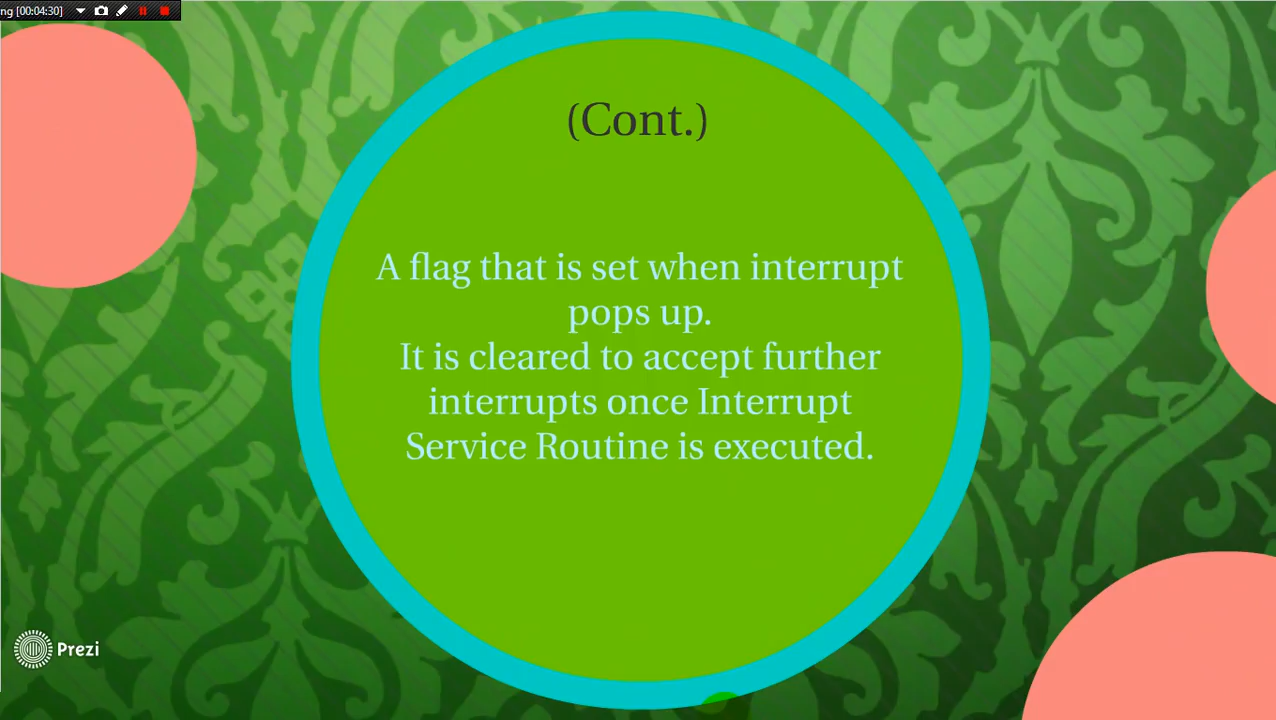 ng [00:04:30]
(Cont.)
A flag that is set when interrupt
pops up.
It is cleared to accept further
interrupts once Interrupt
Service Routine is executed.
Prezi